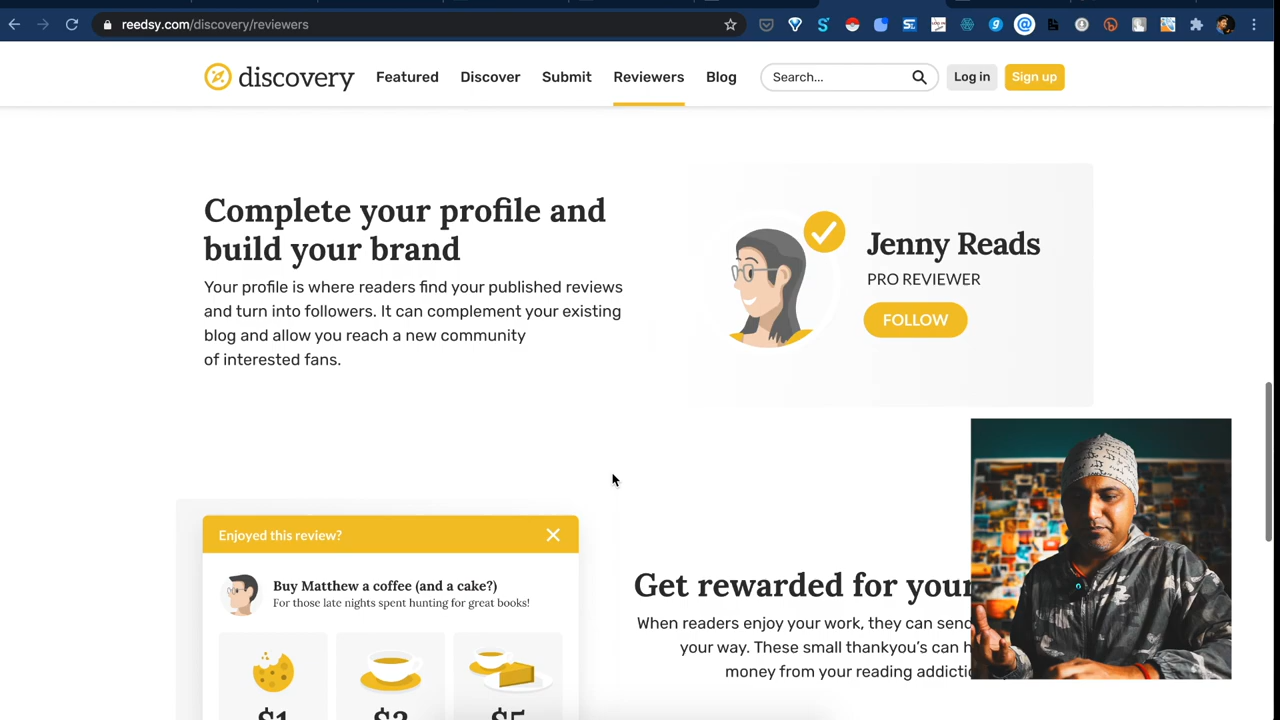 reedsy.com/discovery/reviewers
discovery
Featured
Discover
Submit
Reviewers
Blog
Search...
Log in
Sign up
Complete your profile and
build your brand
Your profile is where readers find your published reviews
and turn into followers. It can complement your existing
blog and allow you reach a new community
of interested fans.
Jenny Reads
PRO REVIEWER
FOLLOW
Enjoyed this review?
Buy Matthew a coffee (and a cake?)
For those late nights spent hunting for great books!
$1
$3
$5
Get rewarded for your
When readers enjoy your work, they can send
your way. These small thankyou's can h
money from your reading addictio